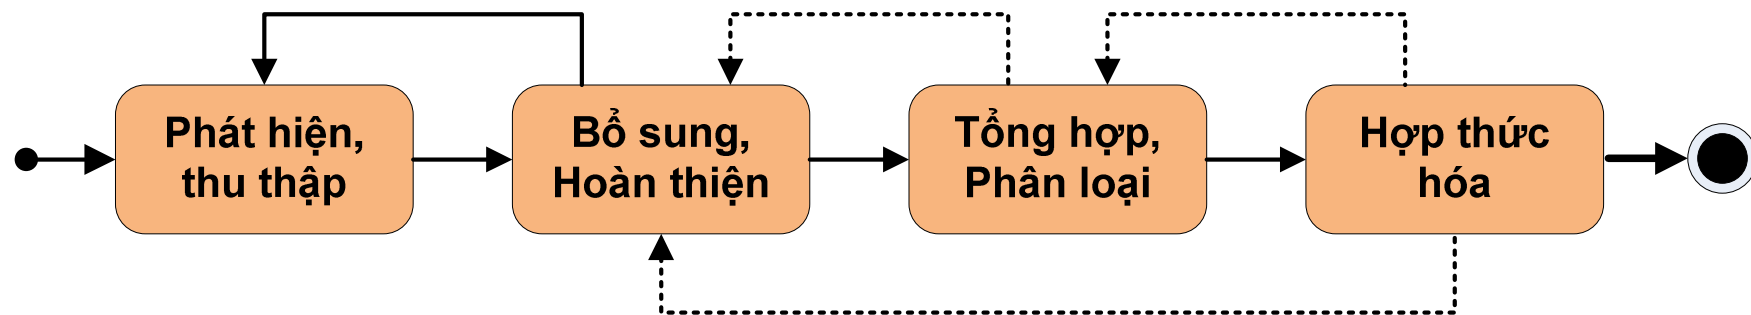 Phát hiện,
thu thập
Bổ sung,
Hoàn thiện
Tổng hợp,
Phân loại
Hợp thức
hóa